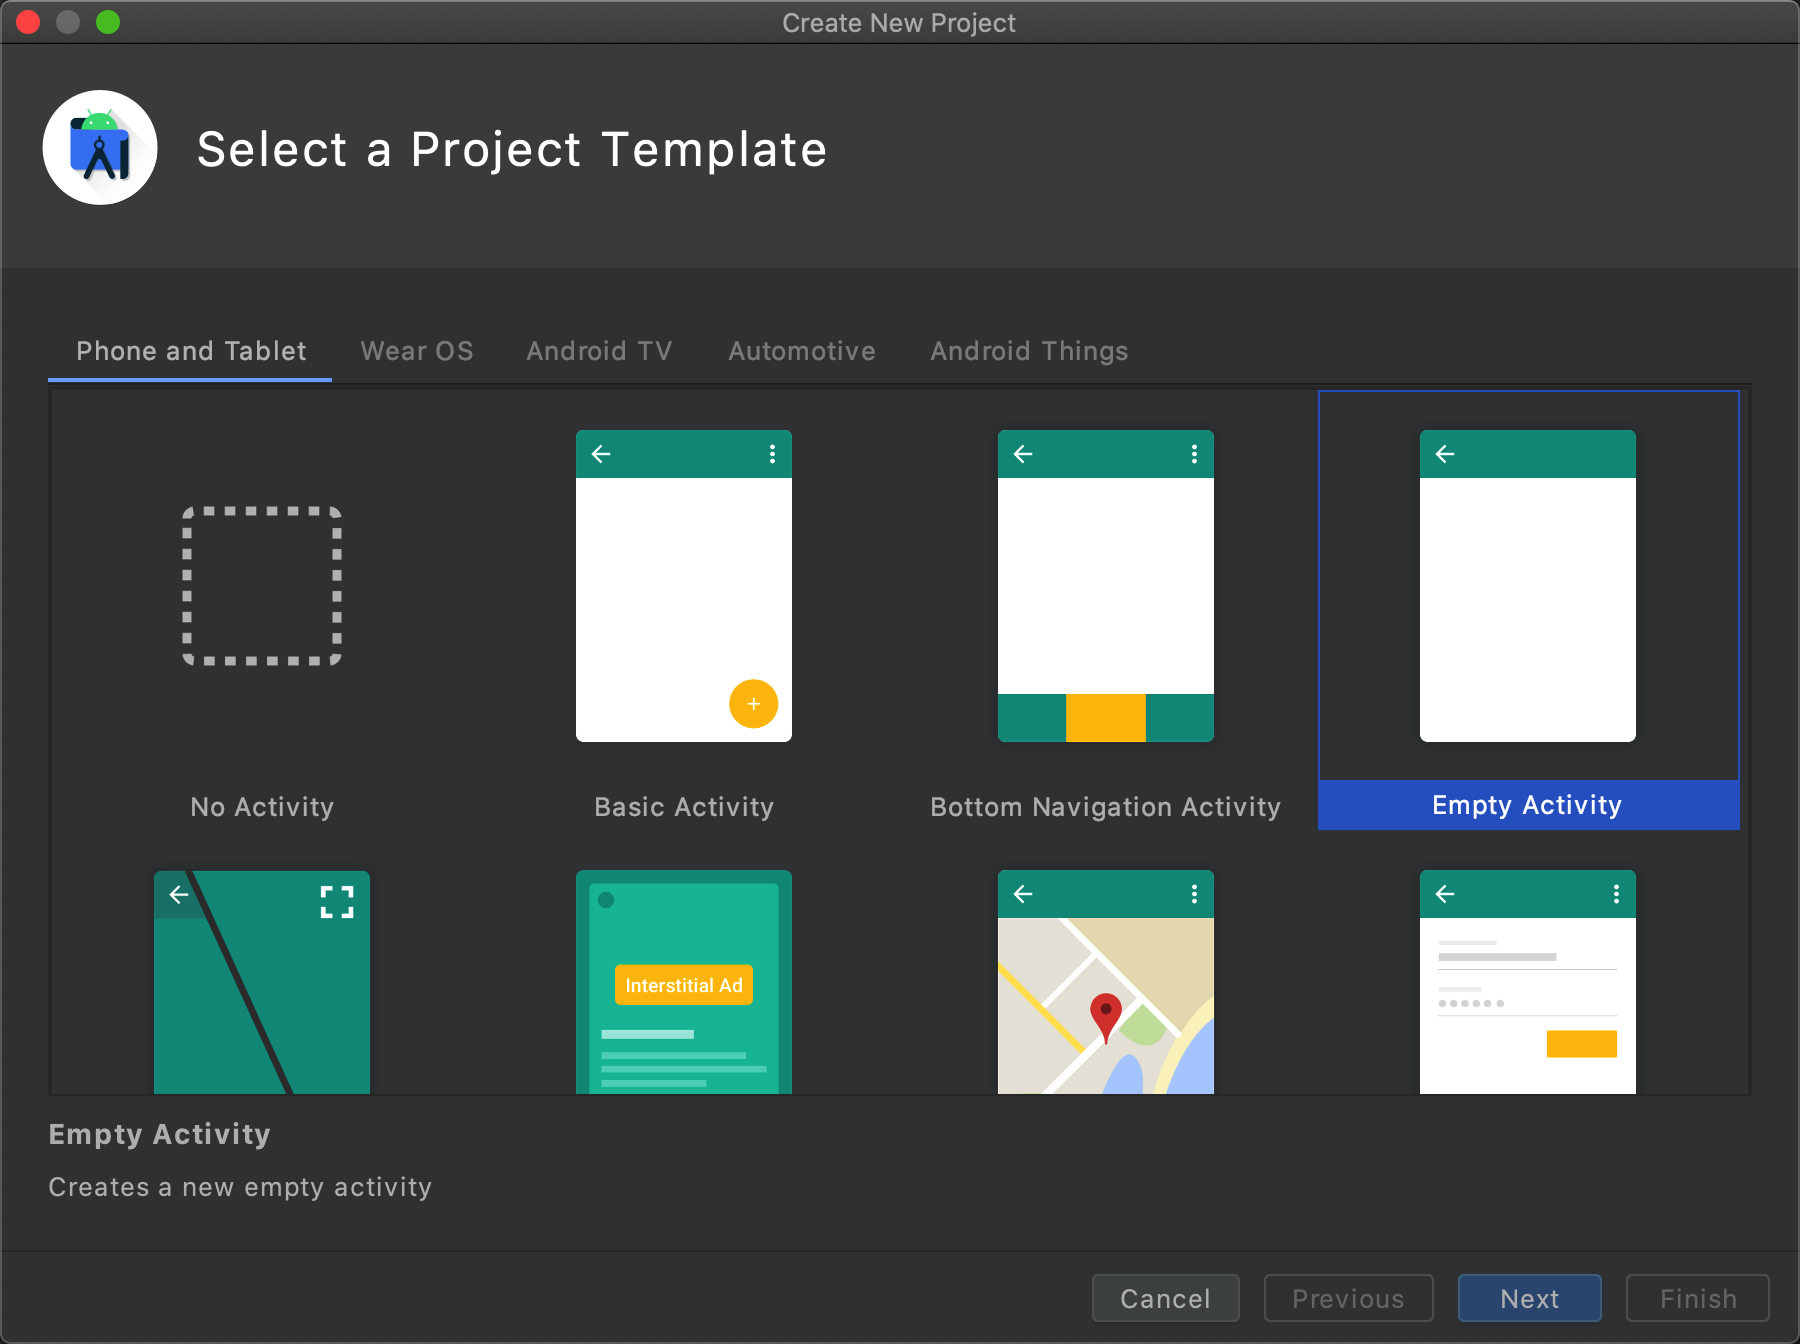 Create New Project
Select a Project Template
Phone and Tablet
Wear OS
Android TV
Automotive
Android Things
No Activity
Basic Activity
Bottom Navigation Activity
Empty Activity
Interstitial Ad
Empty Activity
Creates a new empty activity
Cancel
Previous
Next
Finish